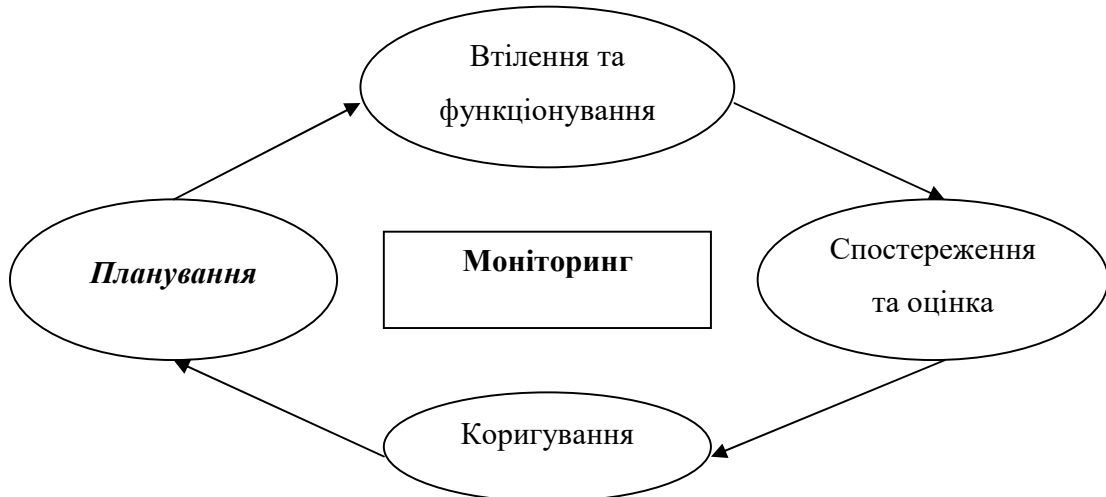 Втілення та
функціонування
Планування
Моніторинг
Спостереження
та оцінка
Коригування